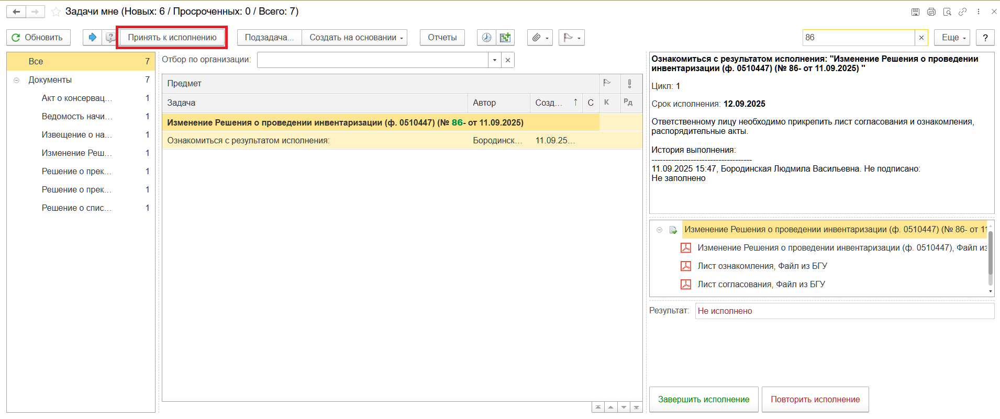 Задачи мне (Новых: 6 / Просроченных: 0 / Всего: 7)
Обновить
Принять к исполнению
Подзадача...
Создать на основании
Отчеты
86
Еще
?
Все 7
Документы 7
Акт о консервац... 1
Ведомость начи... 1
Извещение о на... 1
Изменение Реш... 1
Решение о прек... 1
Решение о прек... 1
Решение о спис... 1
Отбор по организации:
Предмет
Задача Автор Созд... ↑ С К Рд
Изменение Решения о проведении инвентаризации (ф. 0510447) (№ 86- от 11.09.2025)
Ознакомиться с результатом исполнения: Бородинск... 11.09.25...
Ознакомиться с результатом исполнения: "Изменение Решения о проведении
инвентаризации (ф. 0510447) (№ 86- от 11.09.2025) "
Цикл: 1
Срок исполнения: 12.09.2025
Ответственному лицу необходимо прикрепить лист согласования и ознакомления,
распорядительные акты.
История выполнения:
------------------------------------
11.09.2025 15:47, Бородинская Людмила Васильевна. Не подписано:
Не заполнено
Изменение Решения о проведении инвентаризации (ф. 0510447) (№ 86- от 11
Изменение Решения о проведении инвентаризации (ф. 0510447), Файл из
Лист ознакомления, Файл из БГУ
Лист согласования, Файл из БГУ
Результат: Не исполнено
Завершить исполнение
Повторить исполнение